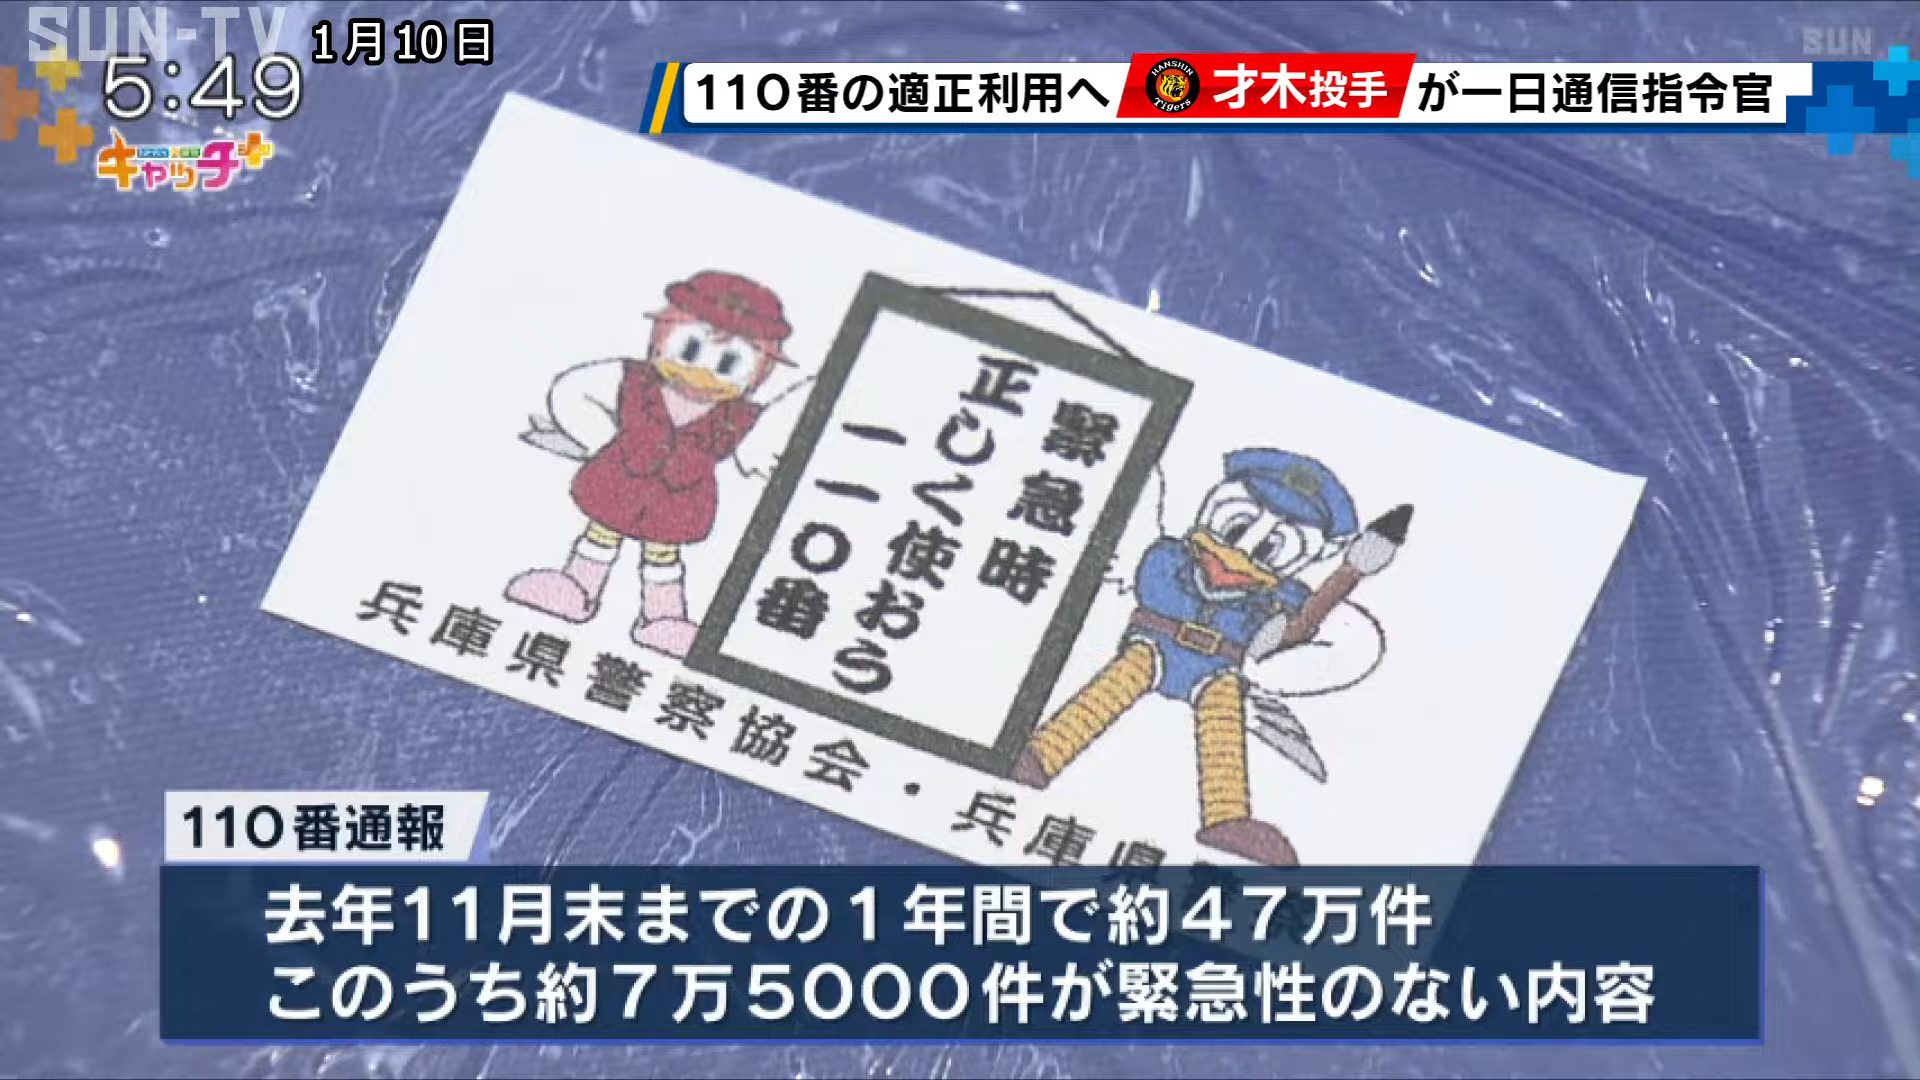 SUN-TV
1月10日
5:49
キャッチ+
SUN
110番の適正利用へ HANSHIN Tigers 才木投手 が一日通信指令官
緊急時
正しく使おう
一一〇番
兵庫県警察協会・兵庫県警察
110番通報
去年11月末までの1年間で約47万件
このうち約7万5000件が緊急性のない内容